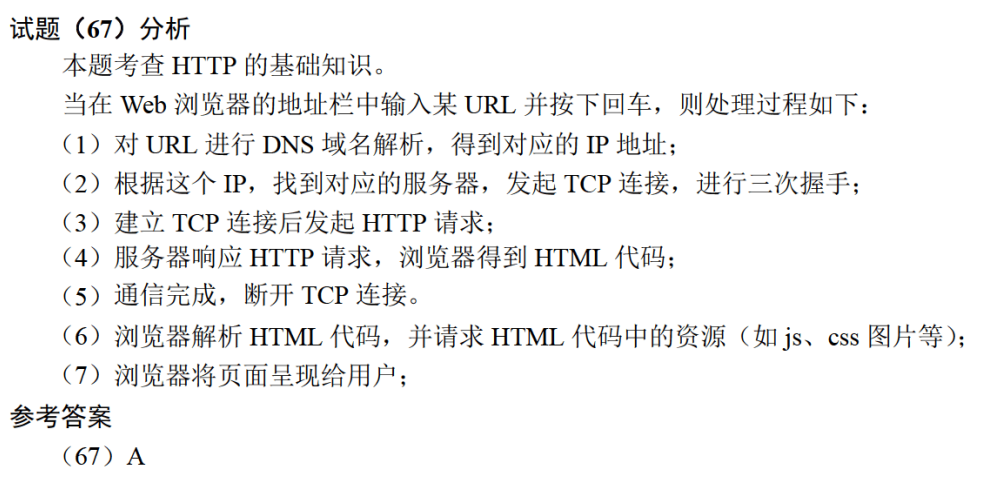 试题（67）分析
本题考查 HTTP 的基础知识。
当在 Web 浏览器的地址栏中输入某 URL 并按下回车，则处理过程如下：
（1）对 URL 进行 DNS 域名解析，得到对应的 IP 地址；
（2）根据这个 IP，找到对应的服务器，发起 TCP 连接，进行三次握手；
（3）建立 TCP 连接后发起 HTTP 请求；
（4）服务器响应 HTTP 请求，浏览器得到 HTML 代码；
（5）通信完成，断开 TCP 连接。
（6）浏览器解析 HTML 代码，并请求 HTML 代码中的资源（如 js、css 图片等）；
（7）浏览器将页面呈现给用户；
参考答案
（67）A